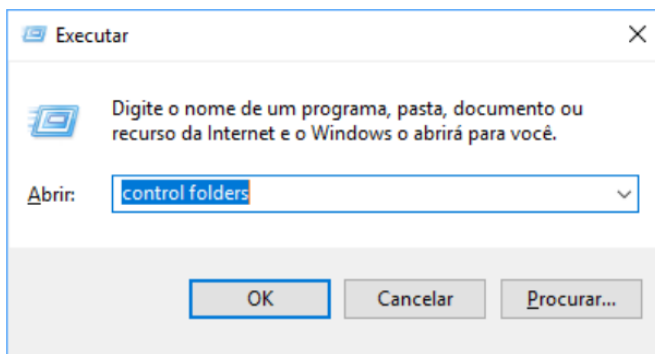 Executar
Digite o nome de um programa, pasta, documento ou
recurso da Internet e o Windows o abrirá para você.
Abrir: control folders
OK Cancelar Procurar...